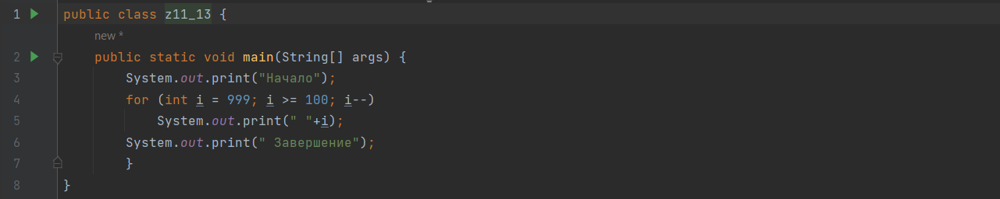 1 public class z11_13 {
new *
2 public static void main(String[] args) {
3 System.out.print("Начало");
4 for (int i = 999; i >= 100; i--)
5 System.out.print(" "+i);
6 System.out.print(" Завершение");
7 }
8 }